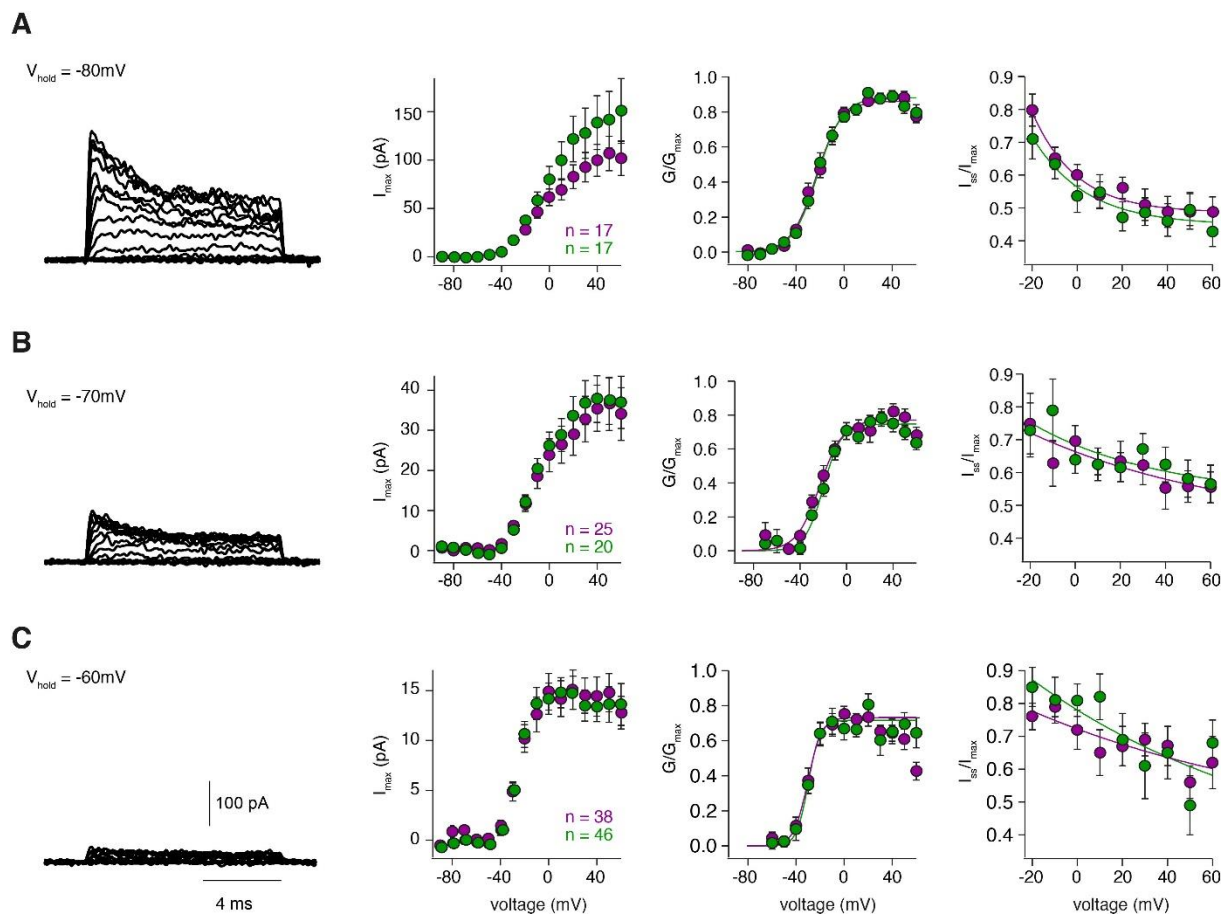 A
V_hold = -80mV
I_max (pA)
150
100
50
0
-80 -40 0 40
n = 17
n = 17
G/G_max
1.0
0.8
0.6
0.4
0.2
0.0
-80 -40 0 40
I_ss/I_max
0.9
0.8
0.7
0.6
0.5
0.4
-20 0 20 40 60
B
V_hold = -70mV
I_max (pA)
40
30
20
10
0
-80 -40 0 40
n = 25
n = 20
G/G_max
1.0
0.8
0.6
0.4
0.2
0.0
-80 -40 0 40
I_ss/I_max
0.9
0.8
0.7
0.6
0.5
0.4
-20 0 20 40 60
C
V_hold = -60mV
100 pA
4 ms
I_max (pA)
15
10
5
0
-80 -40 0 40
voltage (mV)
n = 38
n = 46
G/G_max
1.0
0.8
0.6
0.4
0.2
0.0
-80 -40 0 40
voltage (mV)
I_ss/I_max
0.9
0.8
0.7
0.6
0.5
0.4
-20 0 20 40 60
voltage (mV)